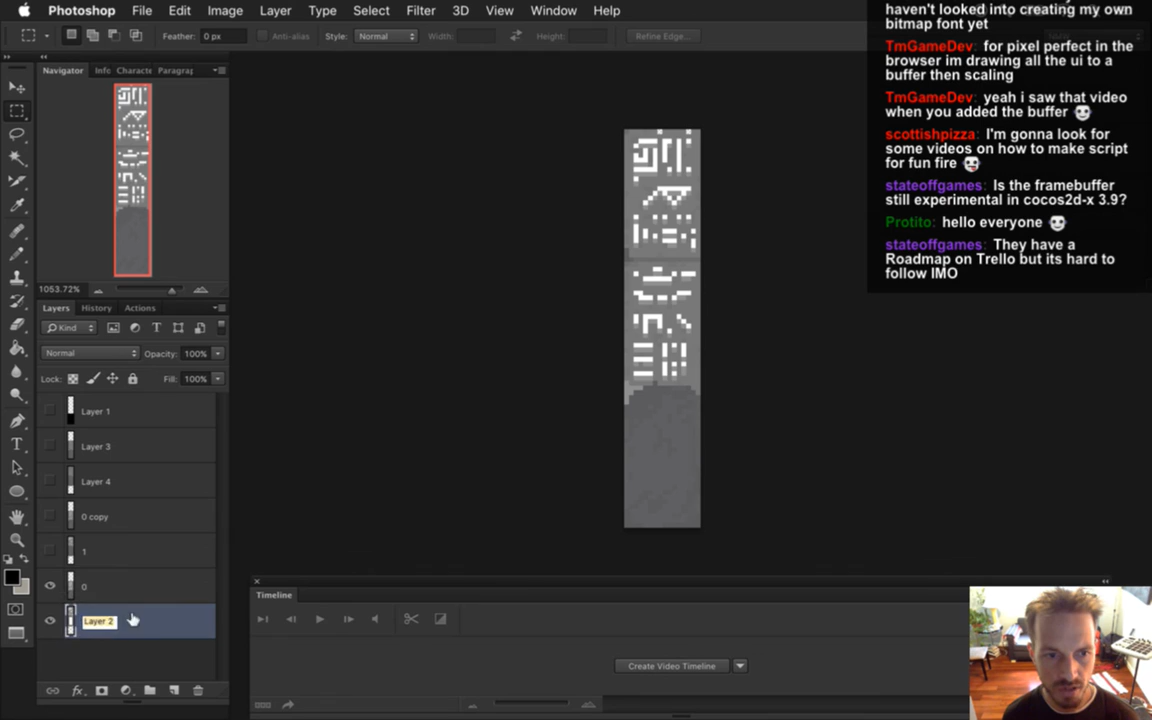 Photoshop File Edit Image Layer Type Select Filter 3D View Window Help
Feather: 0 px Anti-alias Style: Normal Width: Height: Refine Edge...
Navigator Info Characte Paragrap
1053.72%
Layers History Actions
Kind
Normal Opacity: 100%
Lock: Fill: 100%
Layer 1
Layer 3
Layer 4
0 copy
1
0
Layer 2
Timeline
Create Video Timeline
haven't looked into creating my own
bitmap font yet
TmGameDev: for pixel perfect in the
browser im drawing all the ui to a
buffer then scaling
TmGameDev: yeah i saw that video
when you added the buffer
scottishpizza: I'm gonna look for
some videos on how to make script
for fun fire
stateoffgames: Is the framebuffer
still experimental in cocos2d-x 3.9?
Protito: hello everyone
stateoffgames: They have a
Roadmap on Trello but its hard to
follow IMO